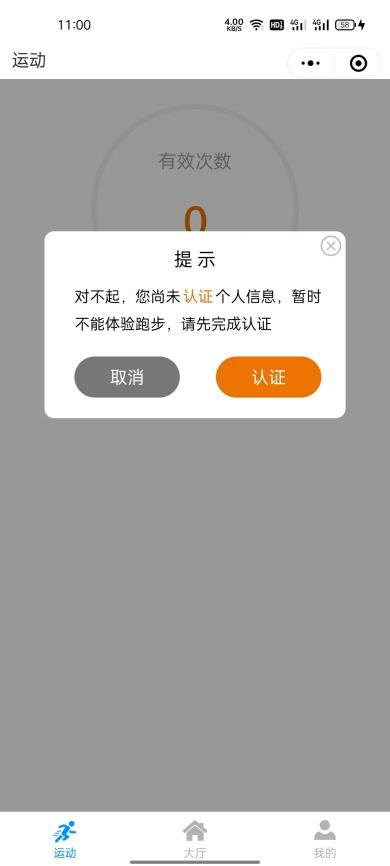 11:00
4.00
KB/S
HD
4G
4G
58
运动
有效次数
0
提 示
对不起，您尚未认证个人信息，暂时
不能体验跑步，请先完成认证
取消
认证
运动
大厅
我的